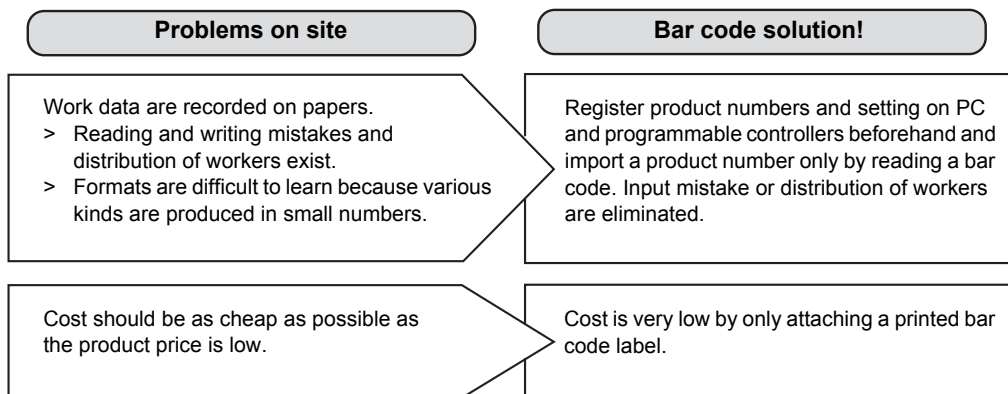 Problems on site
Bar code solution!
Work data are recorded on papers.
> Reading and writing mistakes and
distribution of workers exist.
> Formats are difficult to learn because various
kinds are produced in small numbers.
Register product numbers and setting on PC
and programmable controllers beforehand and
import a product number only by reading a bar
code. Input mistake or distribution of workers
are eliminated.
Cost should be as cheap as possible as
the product price is low.
Cost is very low by only attaching a printed bar
code label.